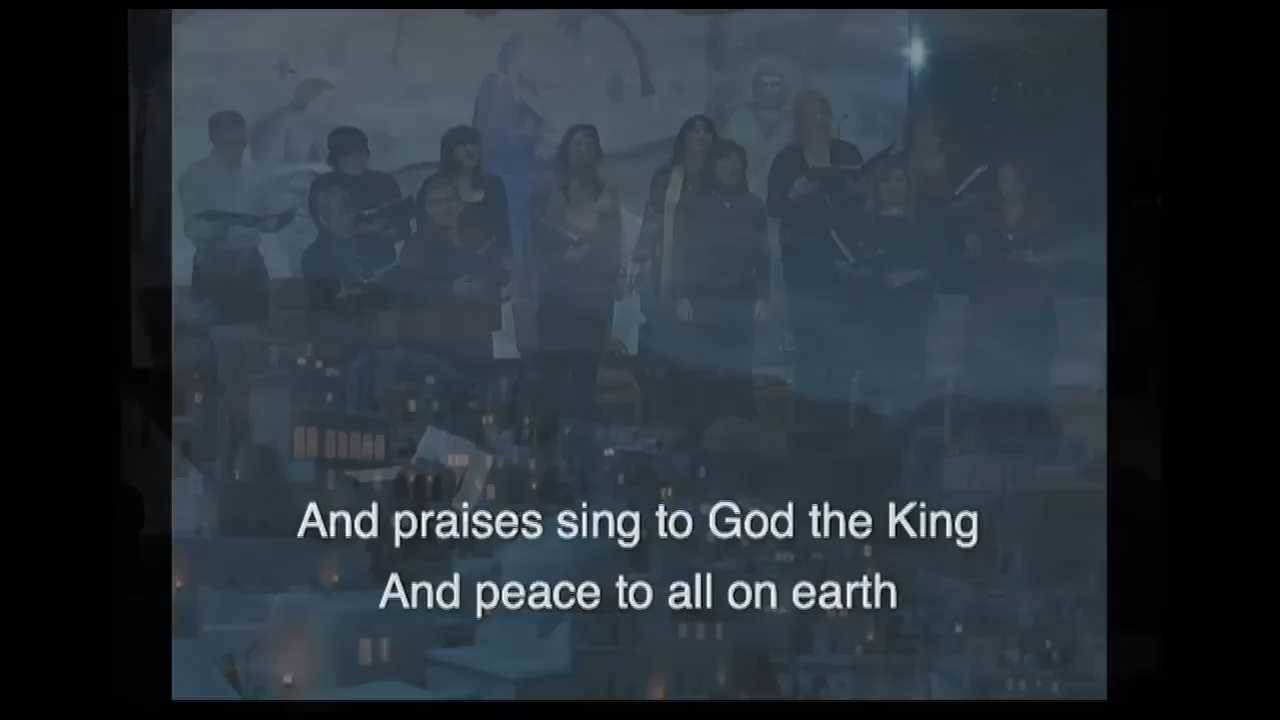 And praises sing to God the King
And peace to all on earth